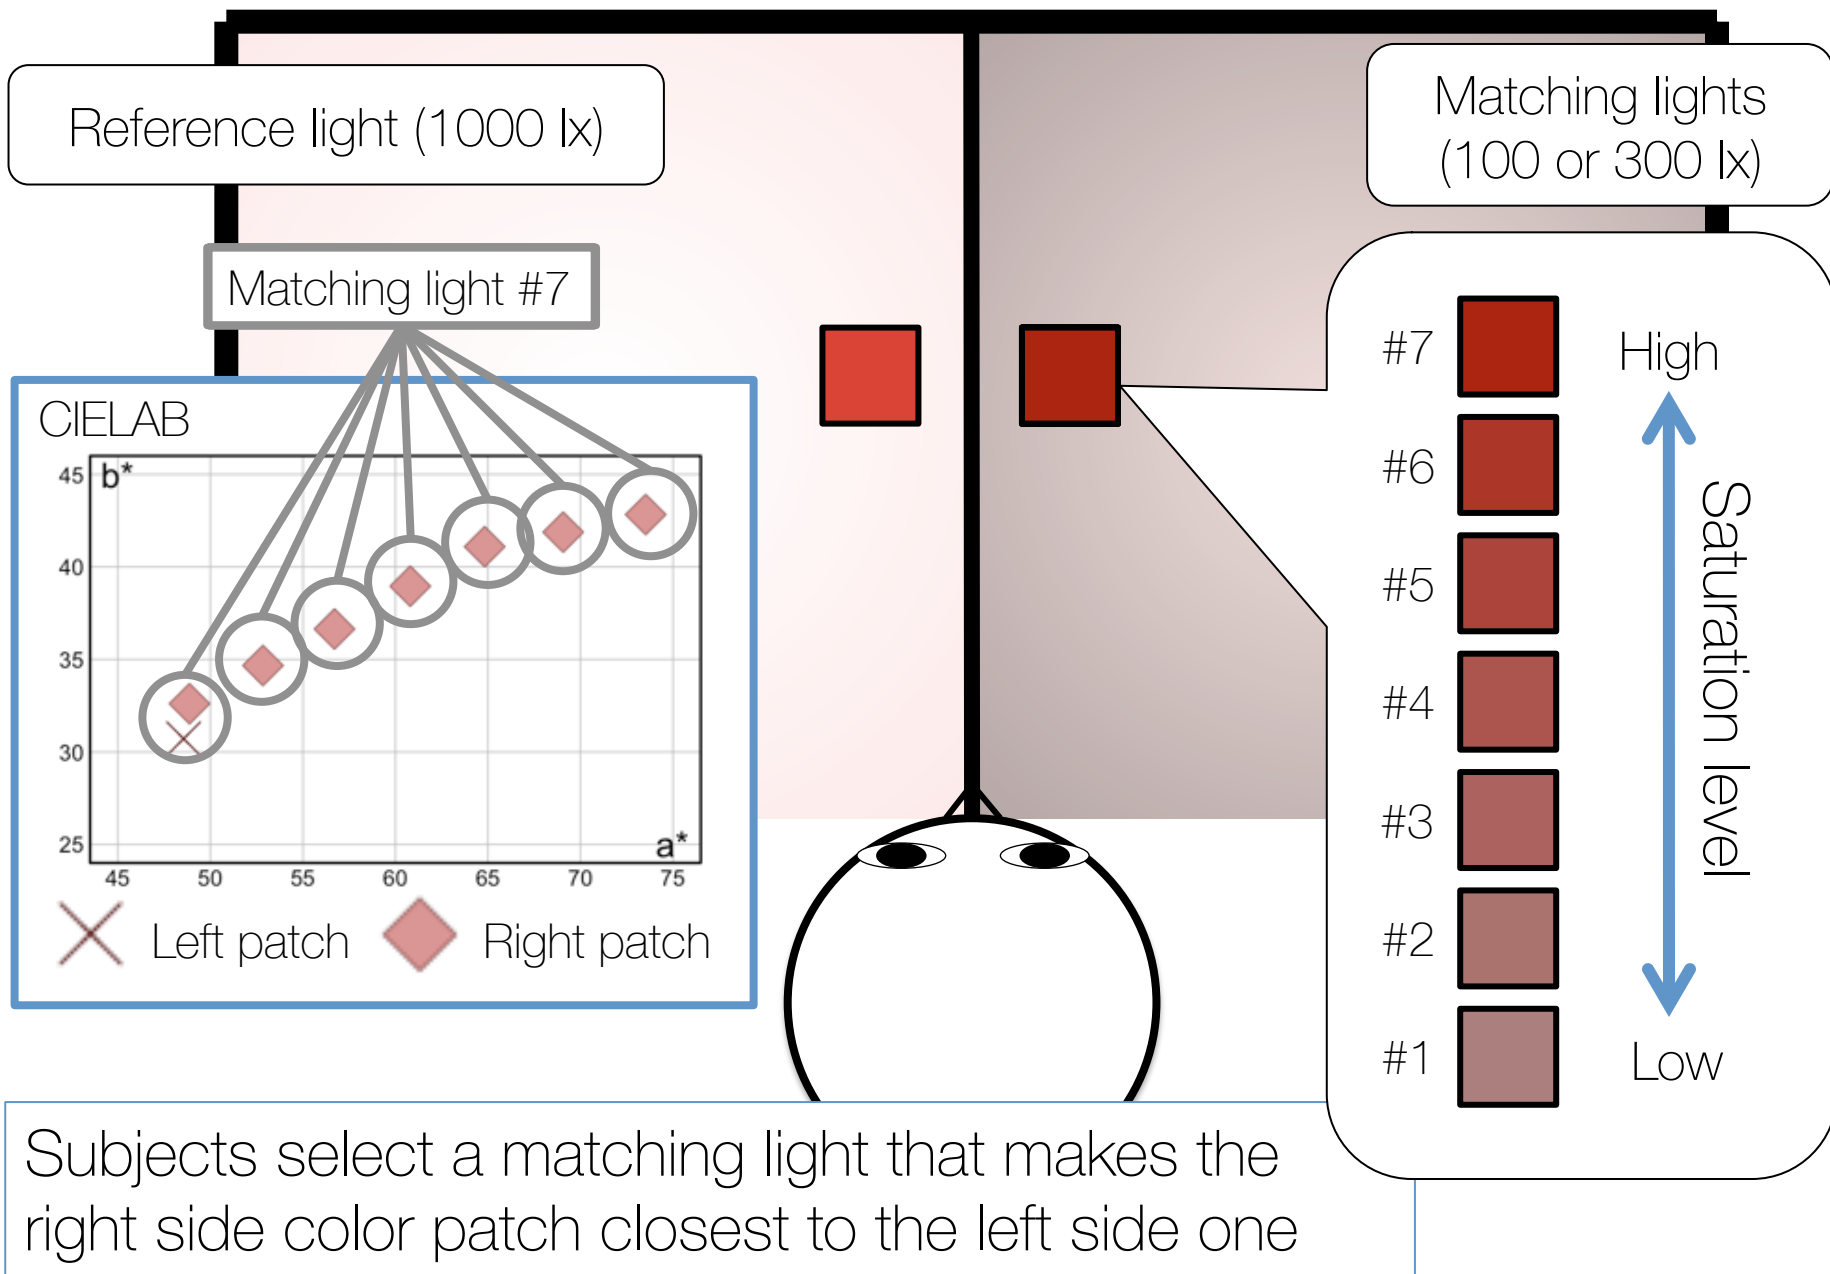 Reference light (1000 lx)
Matching lights
(100 or 300 lx)
Matching light #7
CIELAB
b*
45
40
35
30
25
a*
45 50 55 60 65 70 75
Left patch
Right patch
#7
High
#6
#5
#4
#3
#2
#1
Low
Saturation level
Subjects select a matching light that makes the
right side color patch closest to the left side one